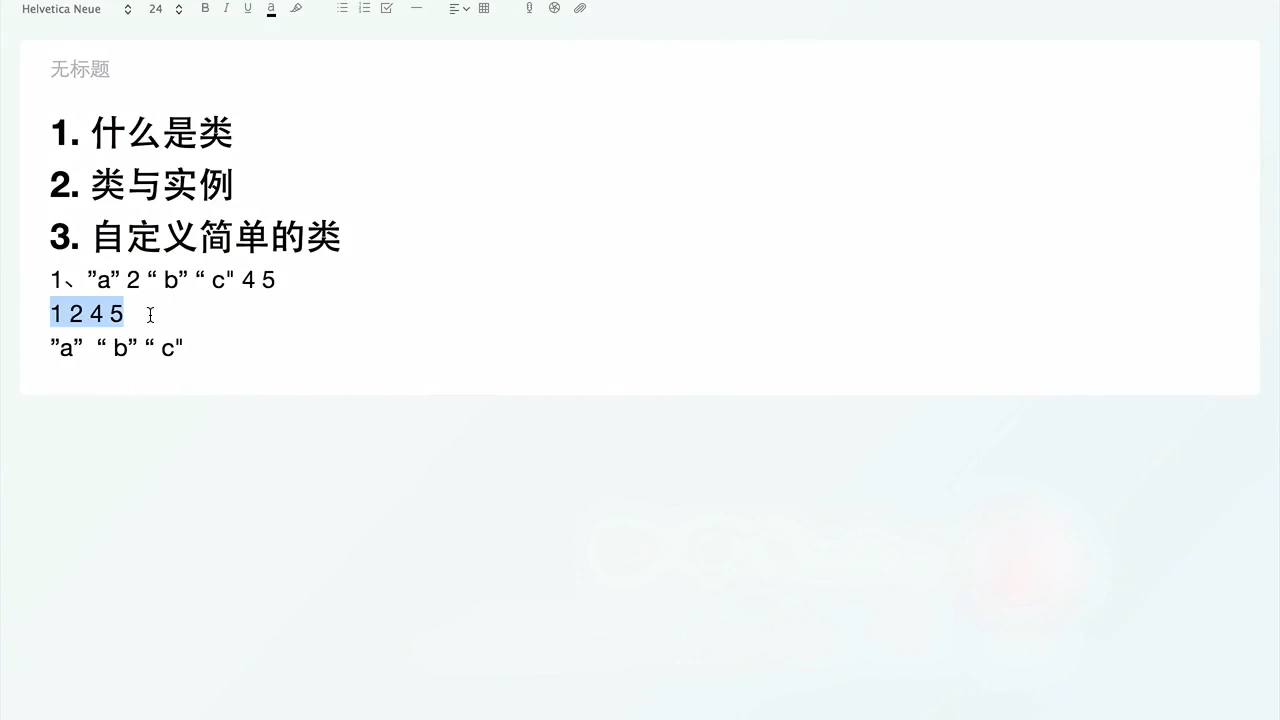 Helvetica Neue 24 B I U a
无标题
1. 什么是类
2. 类与实例
3. 自定义简单的类
1、”a” 2 “ b” “ c" 4 5
1 2 4 5
”a” “ b” “ c"